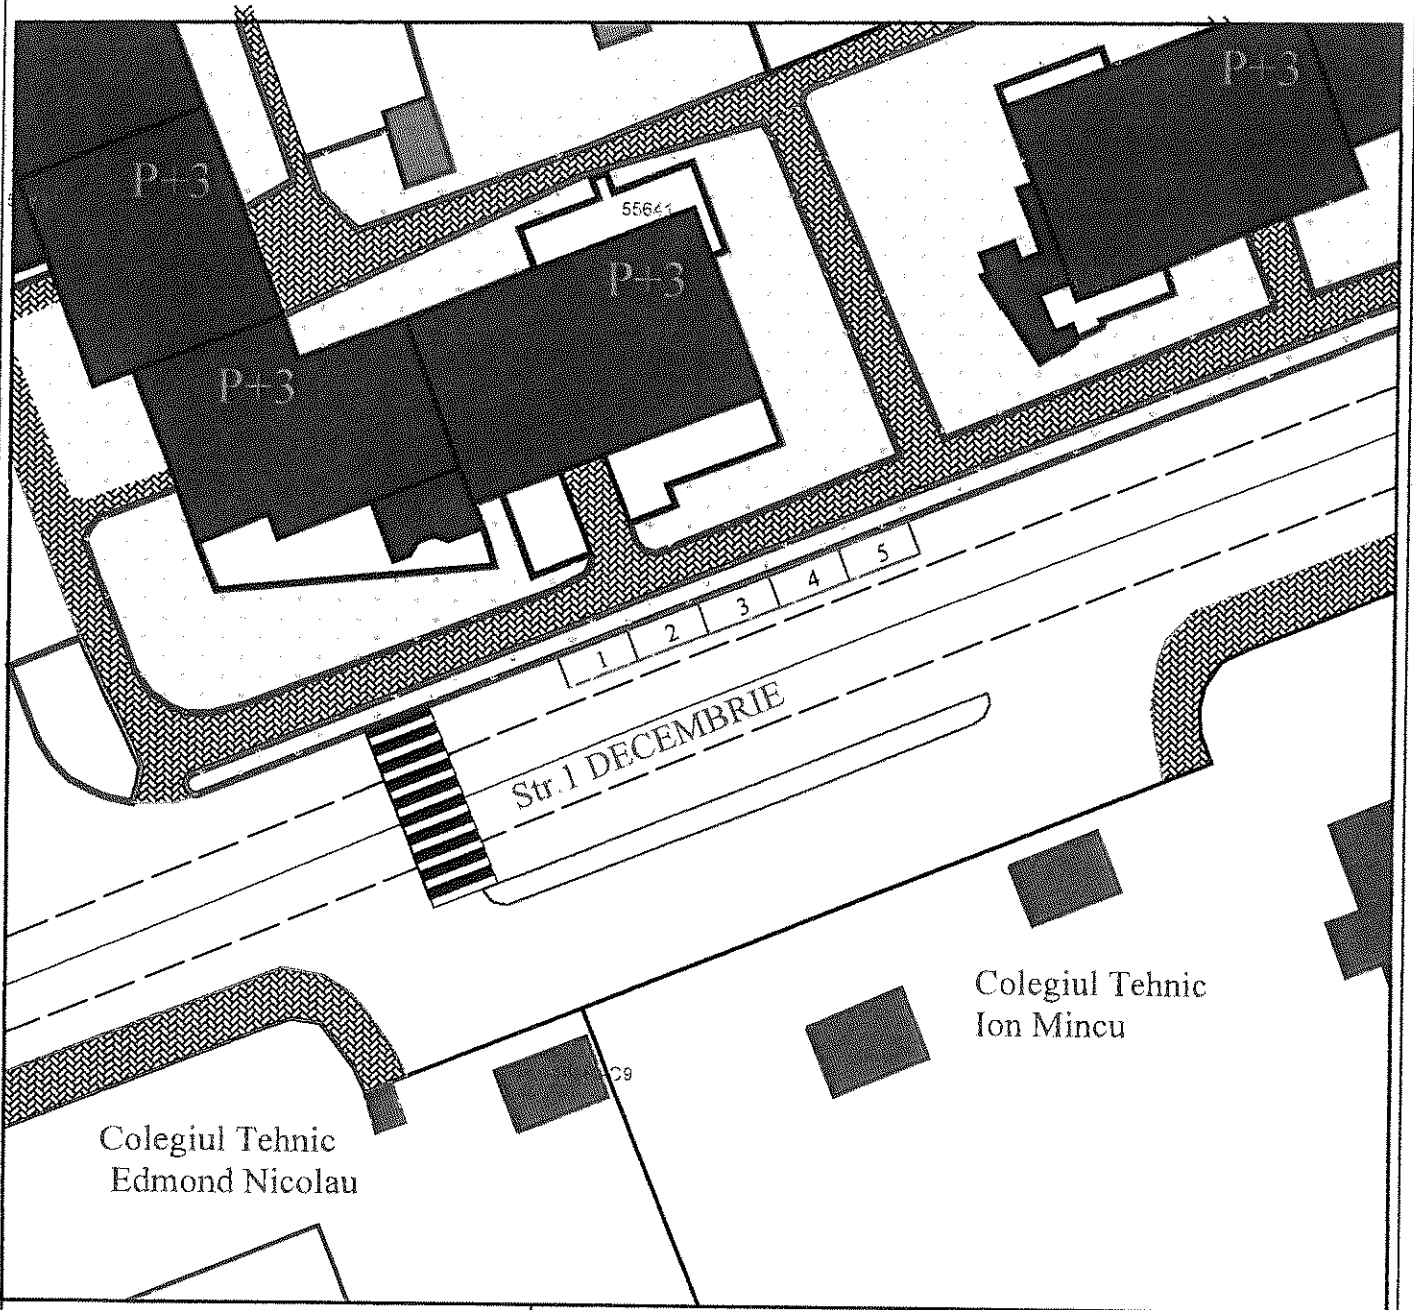 P+3
P+3
55641
P+3
P+3
5
4
3
2
1
Str.1 DECEMBRIE
Colegiul Tehnic
Ion Mincu
C9
Colegiul Tehnic
Edmond Nicolau